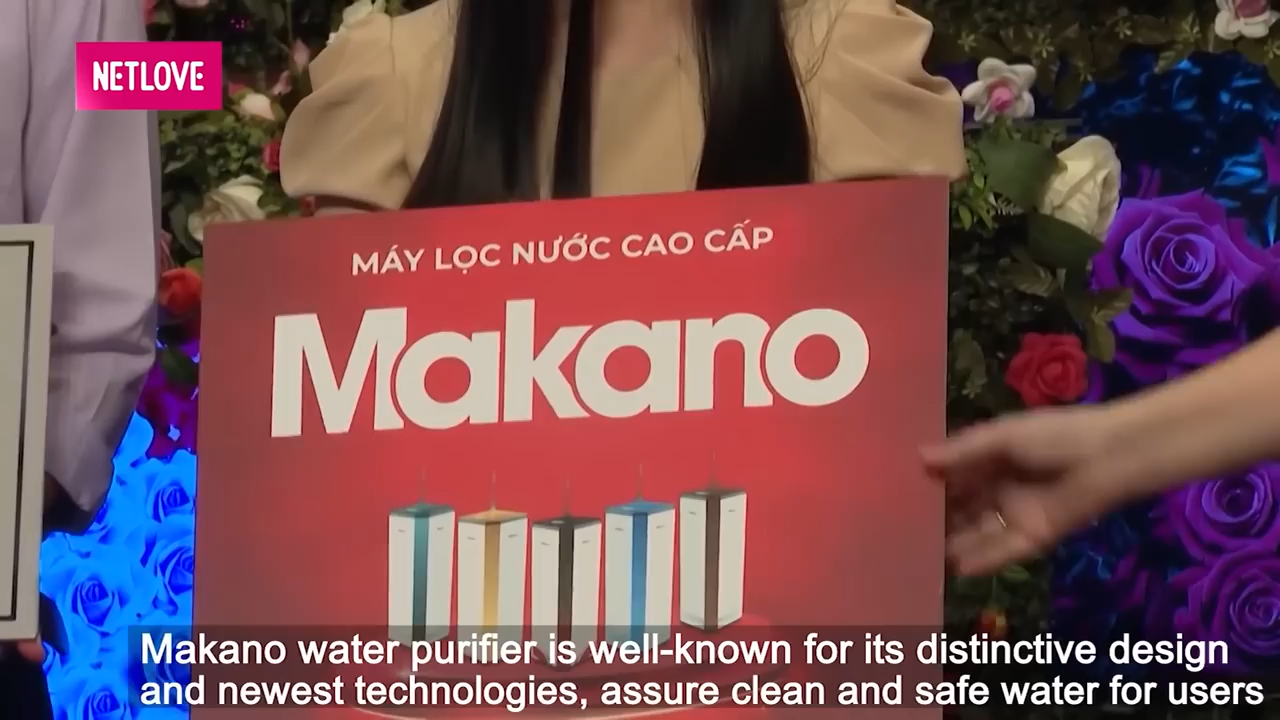 NETLOVE
MÁY LỌC NƯỚC CAO CẤP
Makano
Makano water purifier is well-known for its distinctive design
and newest technologies, assure clean and safe water for users